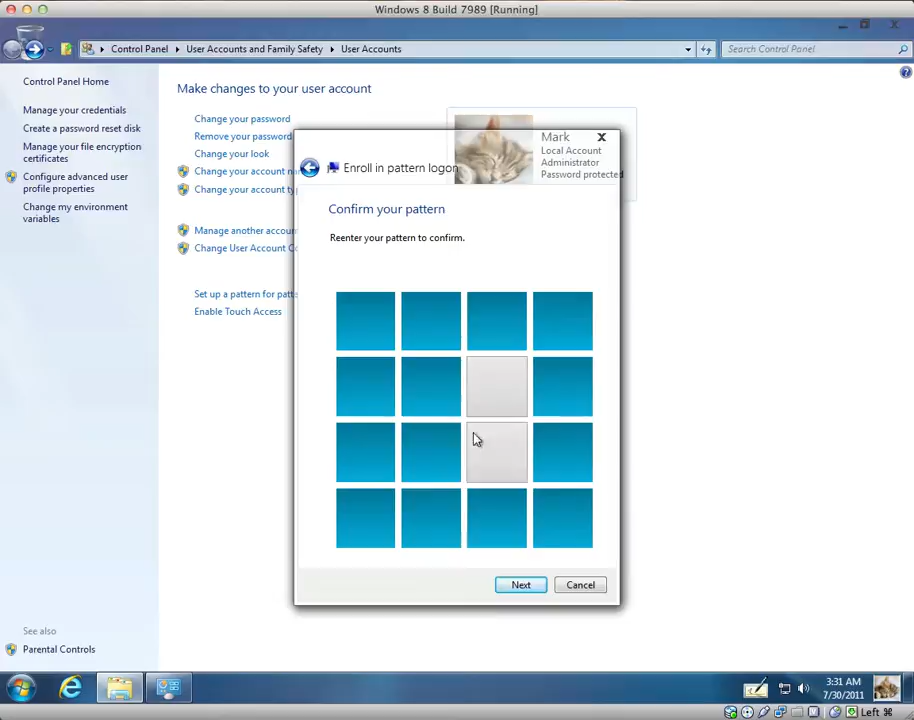 Windows 8 Build 7989 [Running]
Control Panel
User Accounts and Family Safety
User Accounts
Search Control Panel
Control Panel Home
Manage your credentials
Create a password reset disk
Manage your file encryption
certificates
Configure advanced user
profile properties
Change my environment
variables
See also
Parental Controls
Make changes to your user account
Change your password
Remove your password
Change your look
Change your account na
Change your account typ
Manage another accoun
Change User Account Co
Set up a pattern for patte
Enable Touch Access
Mark
Local Account
Administrator
Password protected
X
Enroll in pattern logon
Confirm your pattern
Reenter your pattern to confirm.
Next
Cancel
3:31 AM
7/30/2011
Left ⌘